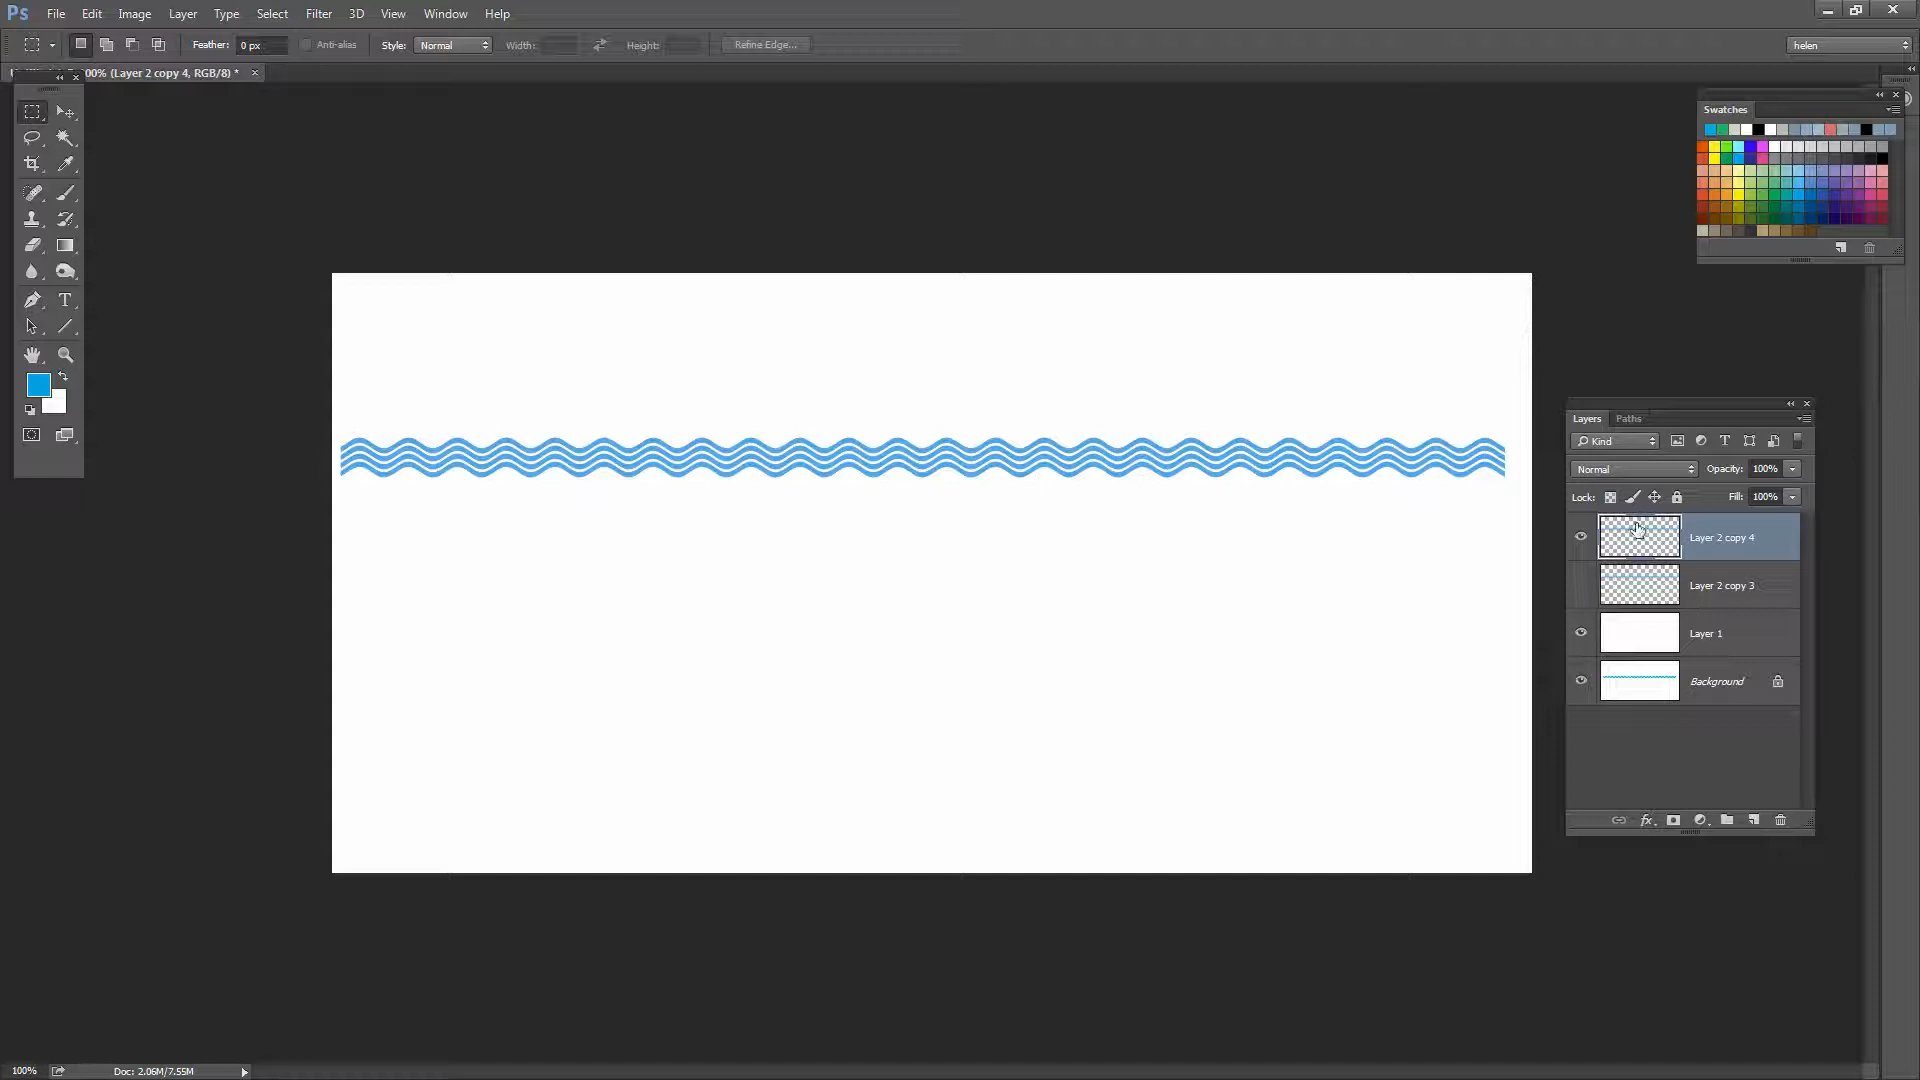 Ps File Edit Image Layer Type Select Filter 3D View Window Help
Feather: 0 px Anti-alias Style: Normal Width: Height: Refine Edge... helen
00% (Layer 2 copy 4, RGB/8) * ×
Swatches
Layers Paths
Kind T
Normal Opacity: 100%
Lock: Fill: 100%
Layer 2 copy 4
Layer 2 copy 3
Layer 1
Background
fx
T
100% Doc: 2.06M/7.55M